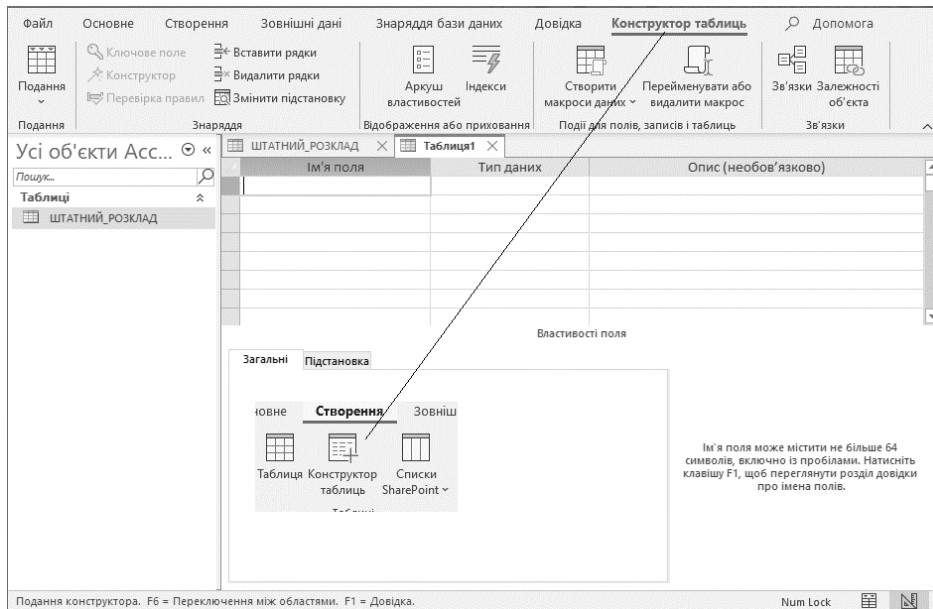 Файл Основне Створення Зовнішні дані Знаряддя бази даних Довідка Конструктор таблиць Допомога
Подання
Ключове поле
Конструктор
Перевірка правил
Вставити рядки
Видалити рядки
Змінити підстановку
Аркуш властивостей
Індекси
Створити макроси даних
Перейменувати або видалити макрос
Зв'язки
Залежності об'єкта
Подання Знаряддя Відображення або приховання Події для полів, записів і таблиць Зв'язки
Усі об'єкти Acc...
Пошук...
Таблиці
ШТАТНИЙ_РОЗКЛАД
ШТАТНИЙ_РОЗКЛАД Таблиця1
Ім'я поля Тип даних Опис (необов'язково)
Властивості поля
Загальні Підстановка
новне Створення Зовніш
Таблиця
Конструктор таблиць
Списки SharePoint
Ім'я поля може містити не більше 64
символів, включно із пробілами. Натисніть
клавішу F1, щоб переглянути розділ довідки
про імена полів.
Подання конструктора. F6 = Переключення між областями. F1 = Довідка. Num Lock